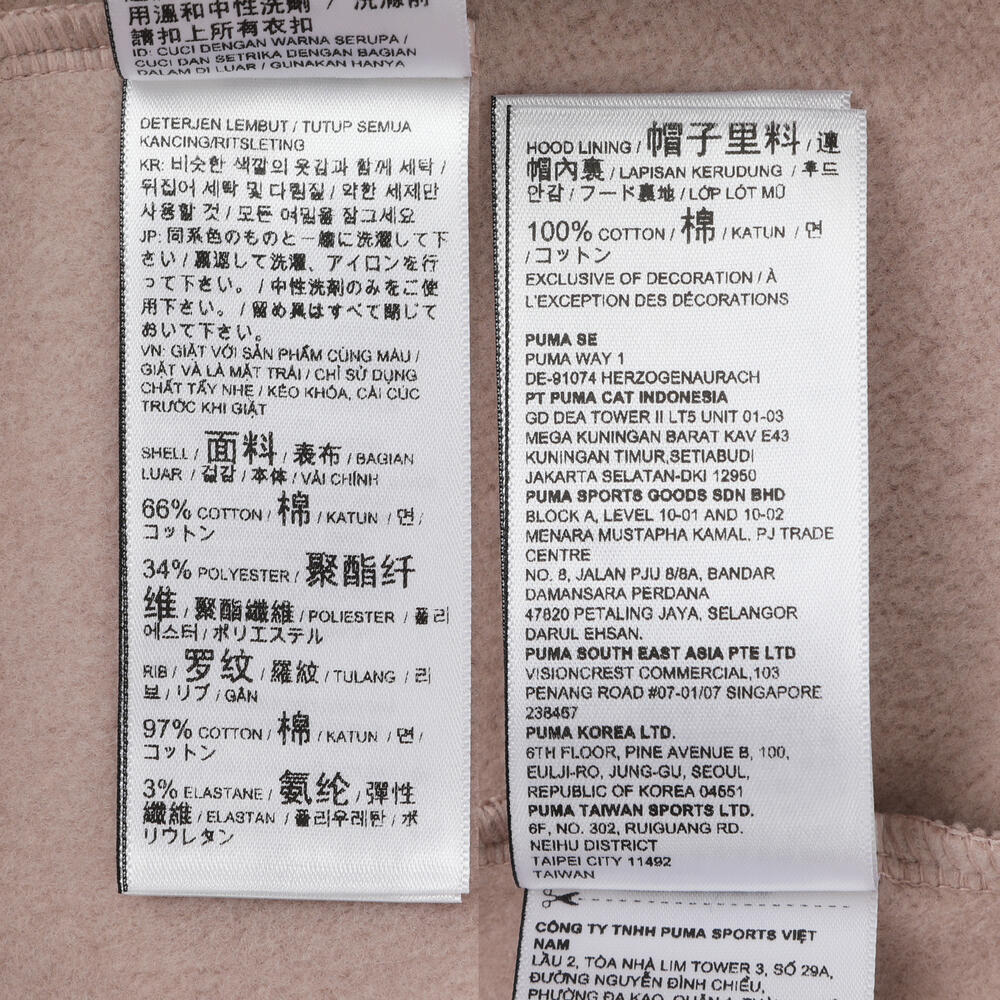 用溫和中性洗劑 / 洗滌前
請扣上所有衣扣
ID: CUCI DENGAN WARNA SERUPA /
CUCI DAN SETRIKA DENGAN BAGIAN
DALAM DI LUAR / GUNAKAN HANYA
DETERJEN LEMBUT / TUTUP SEMUA
KANCING/RITSLETING
KR: 비슷한 색깔의 옷감과 함께 세탁 /
뒤집어 세탁 및 다림질 / 약한 세제만
사용할 것 / 모든 여밈을 잠그세요
JP: 同系色のものと一緒に洗濯して下
さい / 裏返して洗濯、アイロンを行
って下さい。 / 中性洗剤のみをご使
用下さい。 / 留め具はすべて閉じて
おいて下さい。
VN: GIẶT VỚI SẢN PHẨM CÙNG MÀU /
GIẶT VÀ LÀ MẶT TRÁI / CHỈ SỬ DỤNG
CHẤT TẨY NHẸ / KÉO KHÓA, CÀI CÚC
TRƯỚC KHI GIẶT
SHELL / 面料 / 表布 / BAGIAN
LUAR / 겉감 / 本体 / VẢI CHÍNH
66% COTTON / 棉 / KATUN / 면 /
コットン
34% POLYESTER / 聚酯纤
维 / 聚酯纖維 / POLIESTER / 폴리
에스터 / ポリエステル
RIB / 罗纹 / 羅紋 / TULANG / 리
브 / リブ / GÂN
97% COTTON / 棉 / KATUN / 면 /
コットン
3% ELASTANE / 氨纶 / 彈性
纖維 / ELASTAN / 폴리우레탄 / ポ
リウレタン
HOOD LINING / 帽子里料 / 連
帽內裏 / LAPISAN KERUDUNG / 후드
안감 / フード裏地 / LỚP LÓT MŨ
100% COTTON / 棉 / KATUN / 면
/ コットン
EXCLUSIVE OF DECORATION / À
L'EXCEPTION DES DÉCORATIONS
PUMA SE
PUMA WAY 1
DE-91074 HERZOGENAURACH
PT PUMA CAT INDONESIA
GD DEA TOWER II LT5 UNIT 01-03
MEGA KUNINGAN BARAT KAV E43
KUNINGAN TIMUR,SETIABUDI
JAKARTA SELATAN-DKI 12950
PUMA SPORTS GOODS SDN BHD
BLOCK A, LEVEL 10-01 AND 10-02
MENARA MUSTAPHA KAMAL, PJ TRADE
CENTRE
NO. 8, JALAN PJU 8/8A, BANDAR
DAMANSARA PERDANA
47820 PETALING JAYA, SELANGOR
DARUL EHSAN.
PUMA SOUTH EAST ASIA PTE LTD
VISIONCREST COMMERCIAL,103
PENANG ROAD #07-01/07 SINGAPORE
238467
PUMA KOREA LTD.
6TH FLOOR, PINE AVENUE B, 100,
EULJI-RO, JUNG-GU, SEOUL,
REPUBLIC OF KOREA 04551
PUMA TAIWAN SPORTS LTD.
6F, NO. 302, RUIGUANG RD.
NEIHU DISTRICT
TAIPEI CITY 11492
TAIWAN
CÔNG TY TNHH PUMA SPORTS VIỆT
NAM
LẦU 2, TÒA NHÀ LIM TOWER 3, SỐ 29A,
ĐƯỜNG NGUYỄN ĐÌNH CHIỂU,
PHƯỜNG ĐA KAO, QUẬN 1,